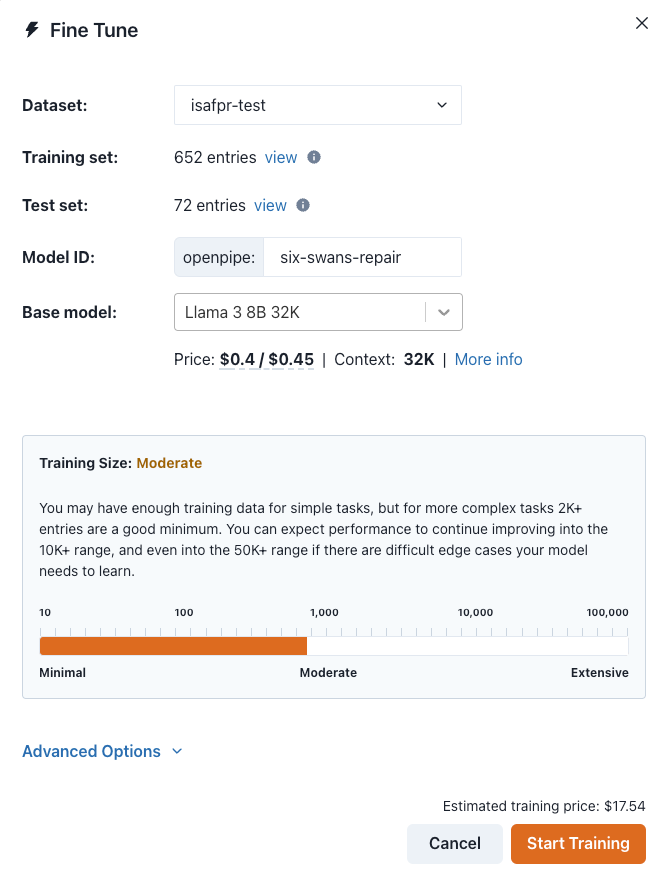 Fine Tune
Dataset: isafpr-test
Training set: 652 entries view
Test set: 72 entries view
Model ID: openpipe: six-swans-repair
Base model: Llama 3 8B 32K
Price: $0.4 / $0.45 | Context: 32K | More info
Training Size: Moderate
You may have enough training data for simple tasks, but for more complex tasks 2K+
entries are a good minimum. You can expect performance to continue improving into the
10K+ range, and even into the 50K+ range if there are difficult edge cases your model
needs to learn.
10 100 1,000 10,000 100,000
Minimal Moderate Extensive
Advanced Options
Estimated training price: $17.54
Cancel Start Training